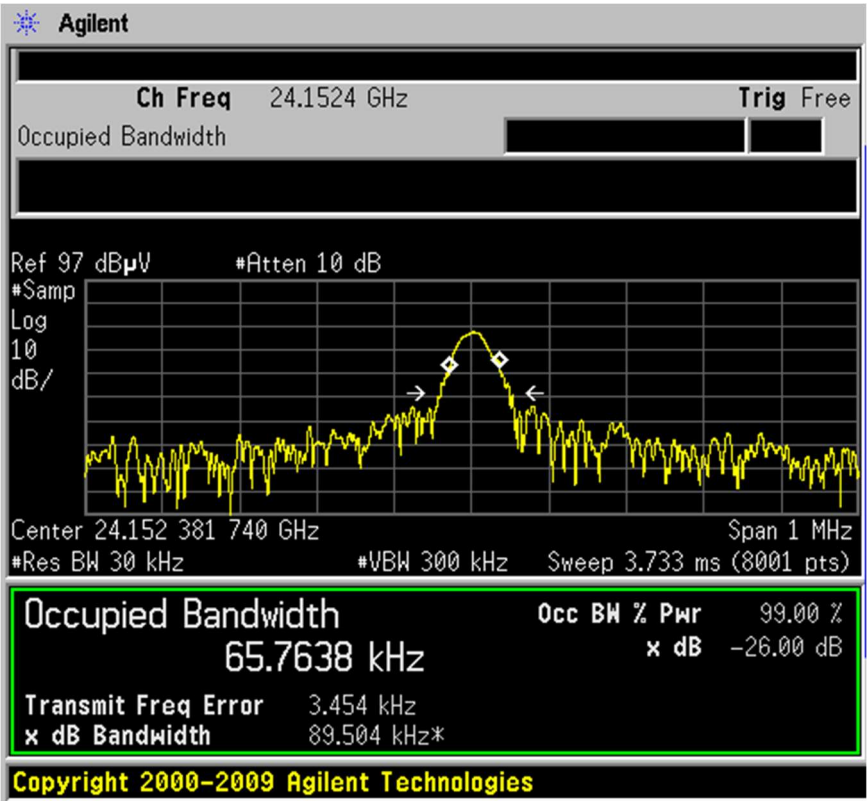 Agilent
Ch Freq 24.1524 GHz Trig Free
Occupied Bandwidth
Ref 97 dBµV #Atten 10 dB
#Samp
Log
10
dB/
Center 24.152 381 740 GHz Span 1 MHz
#Res BW 30 kHz #VBW 300 kHz Sweep 3.733 ms (8001 pts)
Occupied Bandwidth Occ BW % Pwr 99.00 %
65.7638 kHz x dB -26.00 dB
Transmit Freq Error 3.454 kHz
x dB Bandwidth 89.504 kHz*
Copyright 2000-2009 Agilent Technologies